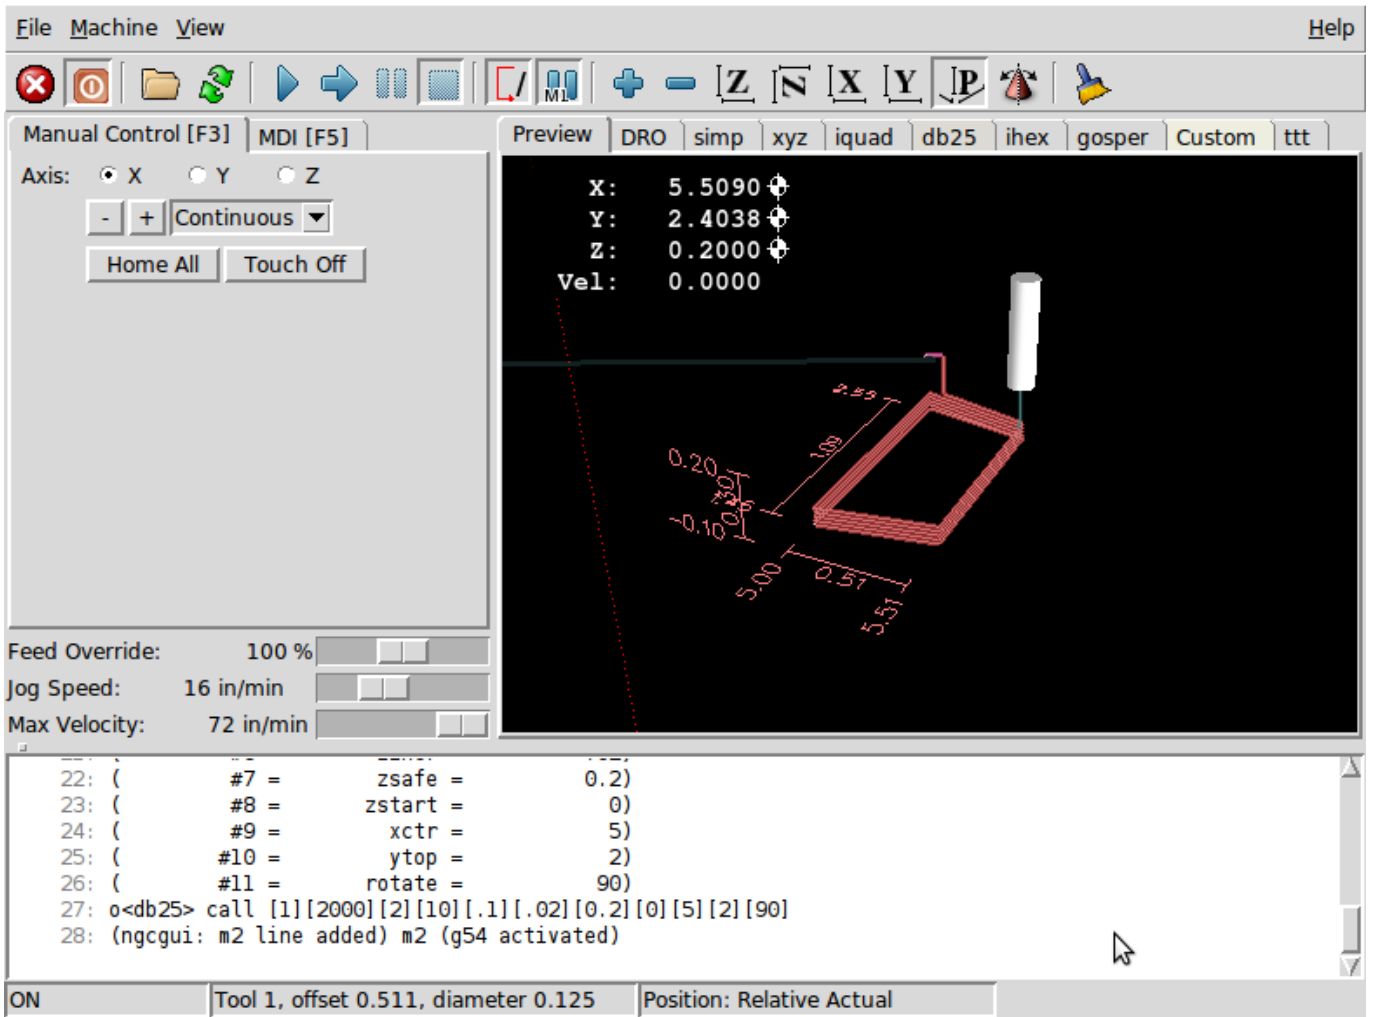 File Machine View Help
M1 Z N X Y P
Manual Control [F3] MDI [F5] Preview DRO simp xyz iquad db25 ihex gosper Custom ttt
Axis: X Y Z
- + Continuous
Home All Touch Off
X: 5.5090
Y: 2.4038
Z: 0.2000
Vel: 0.0000
2.59
1.99
0.20
-0.10
5.00
0.51
5.51
Feed Override: 100 %
Jog Speed: 16 in/min
Max Velocity: 72 in/min
22: ( #7 = zsafe = 0.2)
23: ( #8 = zstart = 0)
24: ( #9 = xctr = 5)
25: ( #10 = ytop = 2)
26: ( #11 = rotate = 90)
27: o<db25> call [1][2000][2][10][.1][.02][0.2][0][5][2][90]
28: (ngcgui: m2 line added) m2 (g54 activated)
ON Tool 1, offset 0.511, diameter 0.125 Position: Relative Actual